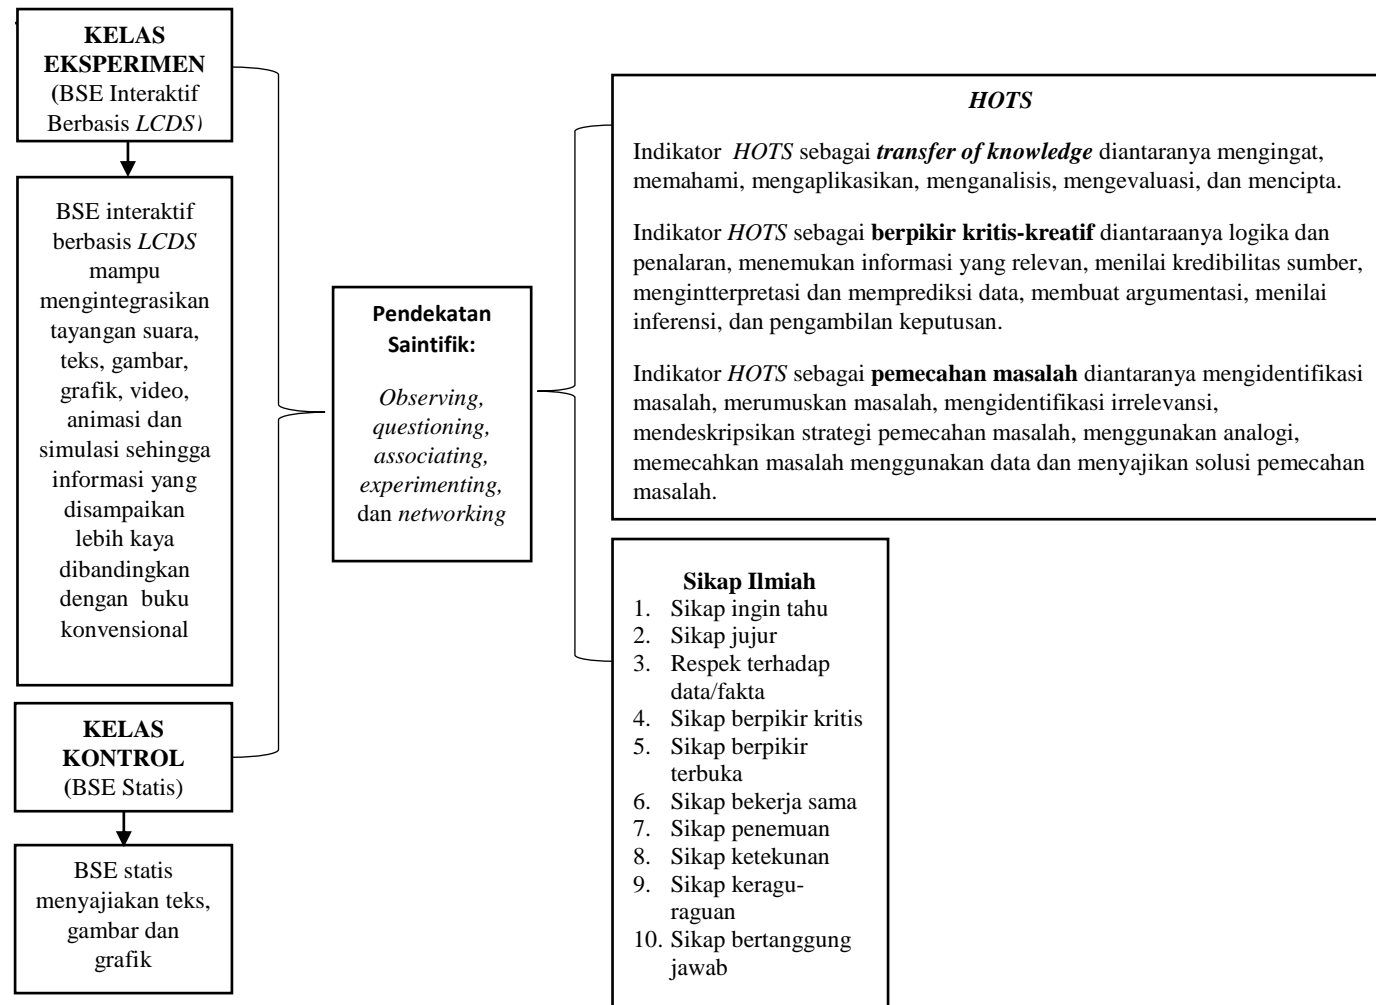 KELAS
EKSPERIMEN
(BSE Interaktif
Berbasis LCDS)
BSE interaktif
berbasis LCDS
mampu
mengintegrasikan
tayangan suara,
teks, gambar,
grafik, video,
animasi dan
simulasi sehingga
informasi yang
disampaikan
lebih kaya
dibandingkan
dengan buku
konvensional
KELAS
KONTROL
(BSE Statis)
BSE statis
menyajiakan teks,
gambar dan
grafik
Pendekatan
Saintifik:
Observing,
questioning,
associating,
experimenting,
dan networking
HOTS
Indikator HOTS sebagai transfer of knowledge diantaranya mengingat,
memahami, mengaplikasikan, menganalisis, mengevaluasi, dan mencipta.
Indikator HOTS sebagai berpikir kritis-kreatif diantaraanya logika dan
penalaran, menemukan informasi yang relevan, menilai kredibilitas sumber,
mengintterpretasi dan memprediksi data, membuat argumentasi, menilai
inferensi, dan pengambilan keputusan.
Indikator HOTS sebagai pemecahan masalah diantaranya mengidentifikasi
masalah, merumuskan masalah, mengidentifikasi irrelevansi,
mendeskripsikan strategi pemecahan masalah, menggunakan analogi,
memecahkan masalah menggunakan data dan menyajikan solusi pemecahan
masalah.
Sikap Ilmiah
1. Sikap ingin tahu
2. Sikap jujur
3. Respek terhadap
data/fakta
4. Sikap berpikir kritis
5. Sikap berpikir
terbuka
6. Sikap bekerja sama
7. Sikap penemuan
8. Sikap ketekunan
9. Sikap keragu-
raguan
10. Sikap bertanggung
jawab